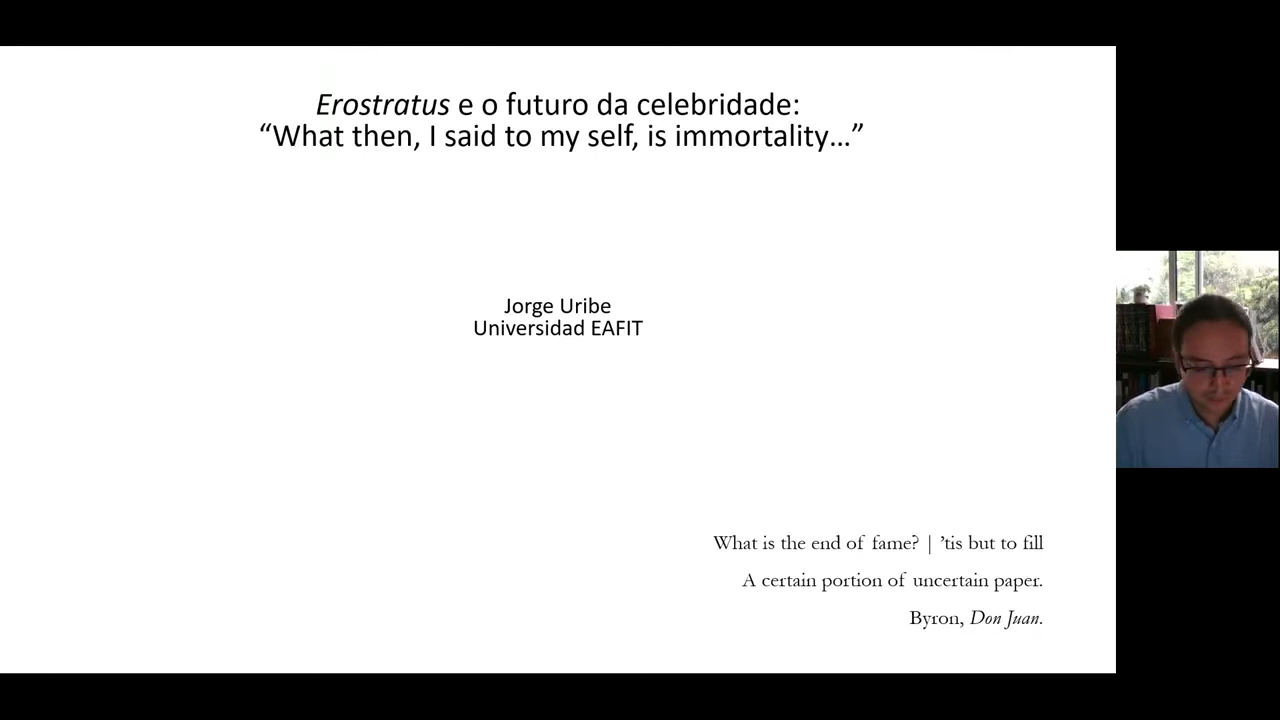 Erostratus e o futuro da celebridade:
“What then, I said to my self, is immortality…”
Jorge Uribe
Universidad EAFIT
What is the end of fame? | ’tis but to fill
A certain portion of uncertain paper.
Byron, Don Juan.